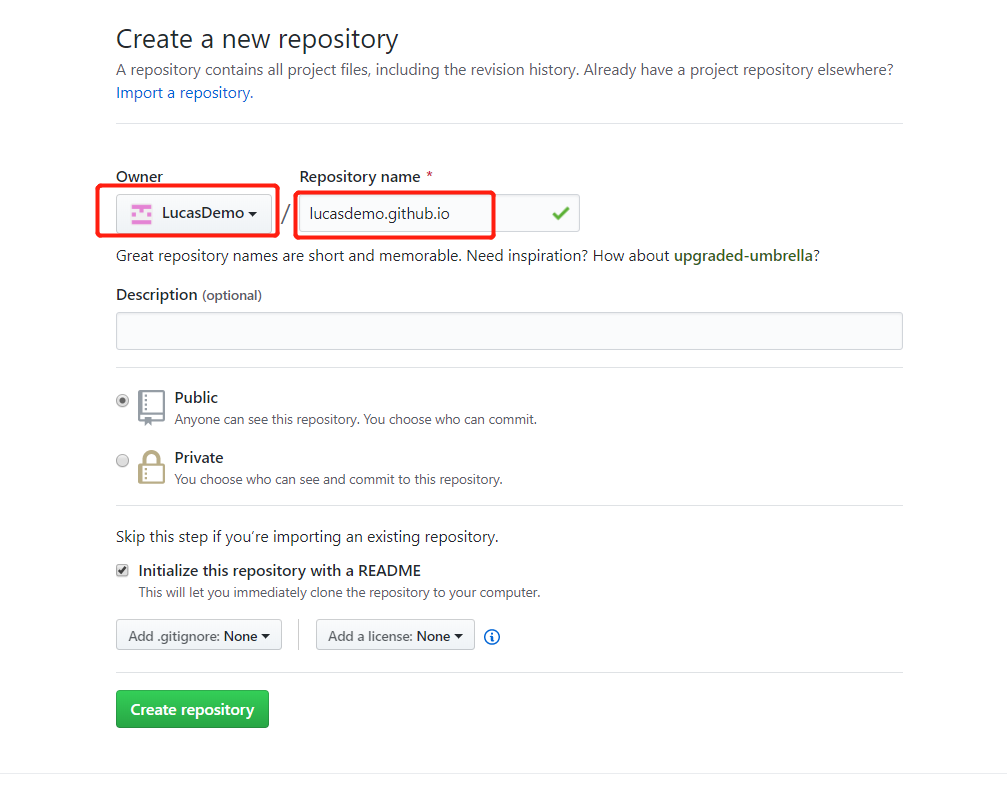 Create a new repository
A repository contains all project files, including the revision history. Already have a project repository elsewhere?
Import a repository.
Owner
Repository name *
LucasDemo
/
lucasdemo.github.io
Great repository names are short and memorable. Need inspiration? How about upgraded-umbrella?
Description (optional)
Public
Anyone can see this repository. You choose who can commit.
Private
You choose who can see and commit to this repository.
Skip this step if you’re importing an existing repository.
Initialize this repository with a README
This will let you immediately clone the repository to your computer.
Add .gitignore: None
Add a license: None
Create repository